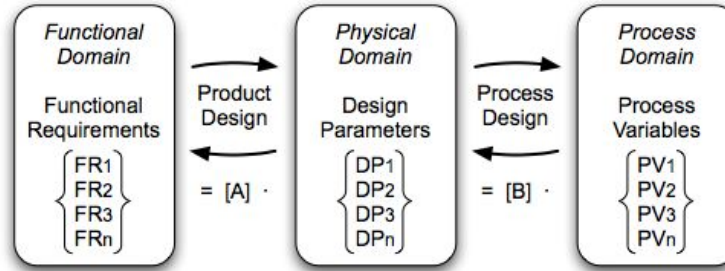 Functional
Domain
Functional
Requirements
FR1
FR2
FR3
FRn
Product
Design
= [A] ·
Physical
Domain
Design
Parameters
DP1
DP2
DP3
DPn
Process
Design
= [B] ·
Process
Domain
Process
Variables
PV1
PV2
PV3
PVn